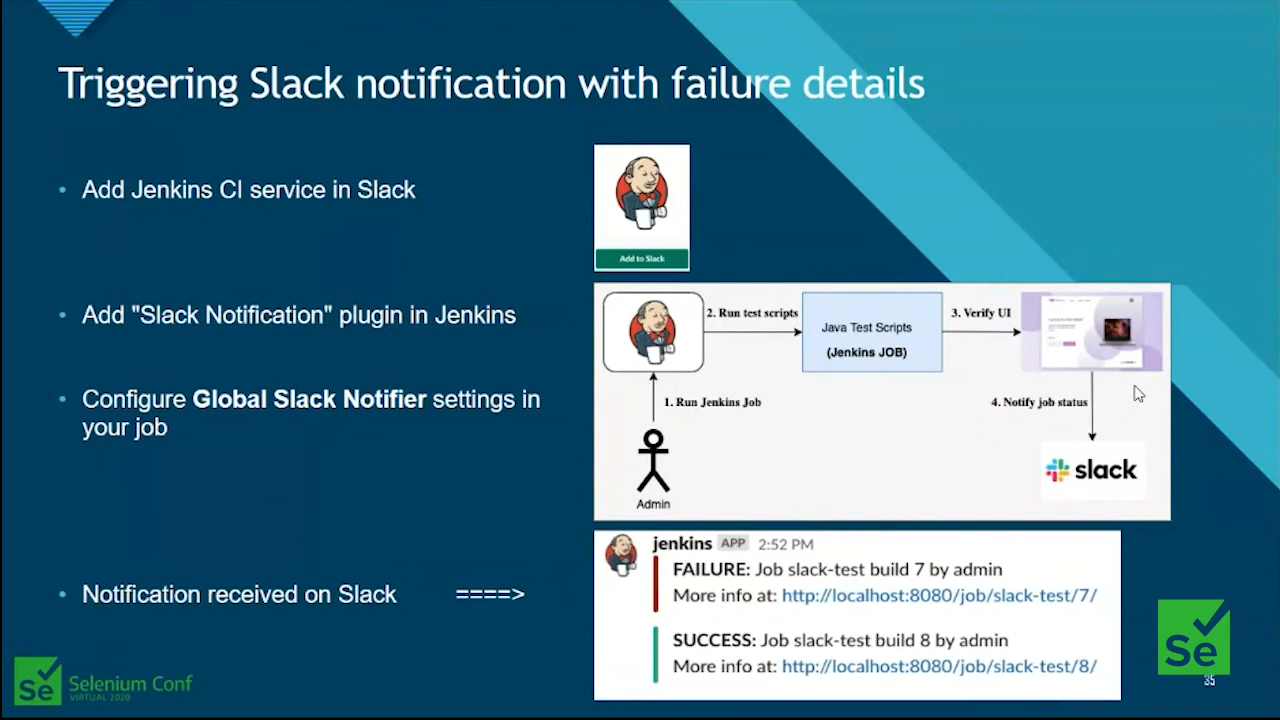 Triggering Slack notification with failure details
• Add Jenkins CI service in Slack
Add to Slack
• Add "Slack Notification" plugin in Jenkins
• Configure Global Slack Notifier settings in
your job
2. Run test scripts
Java Test Scripts
(Jenkins JOB)
3. Verify UI
1. Run Jenkins Job
4. Notify job status
slack
Admin
• Notification received on Slack ====>
jenkins APP 2:52 PM
FAILURE: Job slack-test build 7 by admin
More info at: http://localhost:8080/job/slack-test/7/
SUCCESS: Job slack-test build 8 by admin
More info at: http://localhost:8080/job/slack-test/8/
Se Selenium Conf
VIRTUAL 2020
Se
35